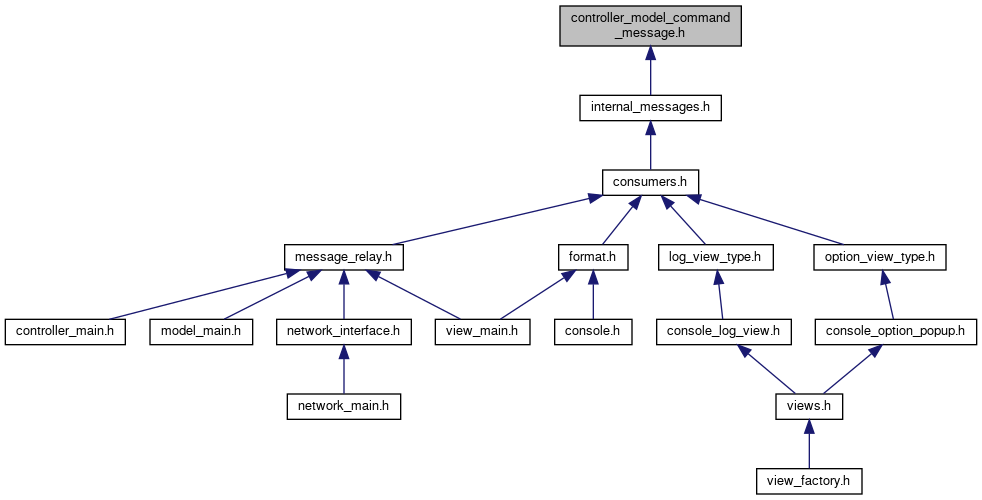 controller_model_command
_message.h
internal_messages.h
consumers.h
message_relay.h
format.h
log_view_type.h
option_view_type.h
controller_main.h
model_main.h
network_interface.h
view_main.h
console.h
console_log_view.h
console_option_popup.h
network_main.h
views.h
view_factory.h